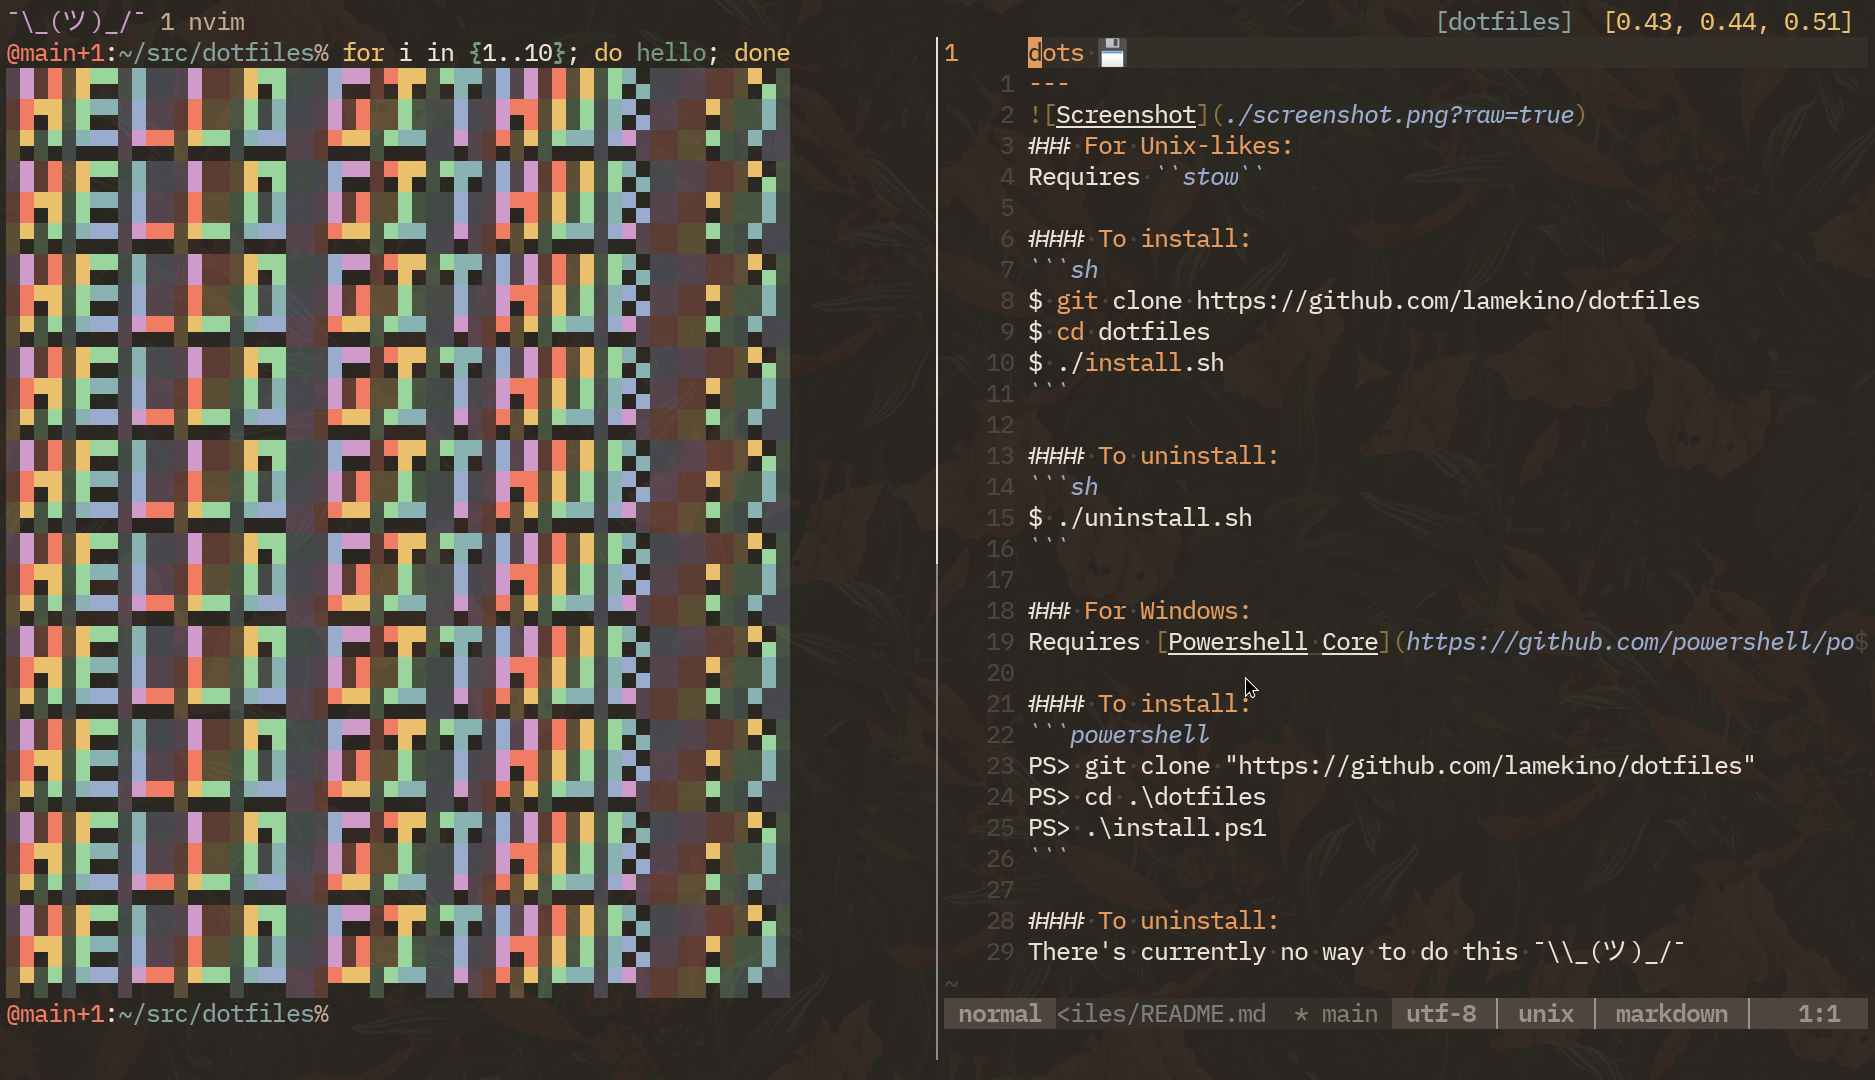 ¯\_(ツ)_/¯ 1 nvim [dotfiles] [0.43, 0.44, 0.51]
@main+1:~/src/dotfiles% for i in {1..10}; do hello; done
@main+1:~/src/dotfiles%
1 dots 💾
1 ---
2 ![Screenshot](./screenshot.png?raw=true)
3 ### For Unix-likes:
4 Requires ``stow``
5
6 #### To install:
7 ```sh
8 $ git clone https://github.com/lamekino/dotfiles
9 $ cd dotfiles
10 $ ./install.sh
11 ```
12
13 #### To uninstall:
14 ```sh
15 $ ./uninstall.sh
16 ```
17
18 ### For Windows:
19 Requires [Powershell Core](https://github.com/powershell/po$
20
21 #### To install:
22 ```powershell
23 PS> git clone "https://github.com/lamekino/dotfiles"
24 PS> cd .\dotfiles
25 PS> .\install.ps1
26 ```
27
28 #### To uninstall:
29 There's currently no way to do this ¯\\_(ツ)_/¯
~
normal <iles/README.md * main utf-8 | unix | markdown | 1:1